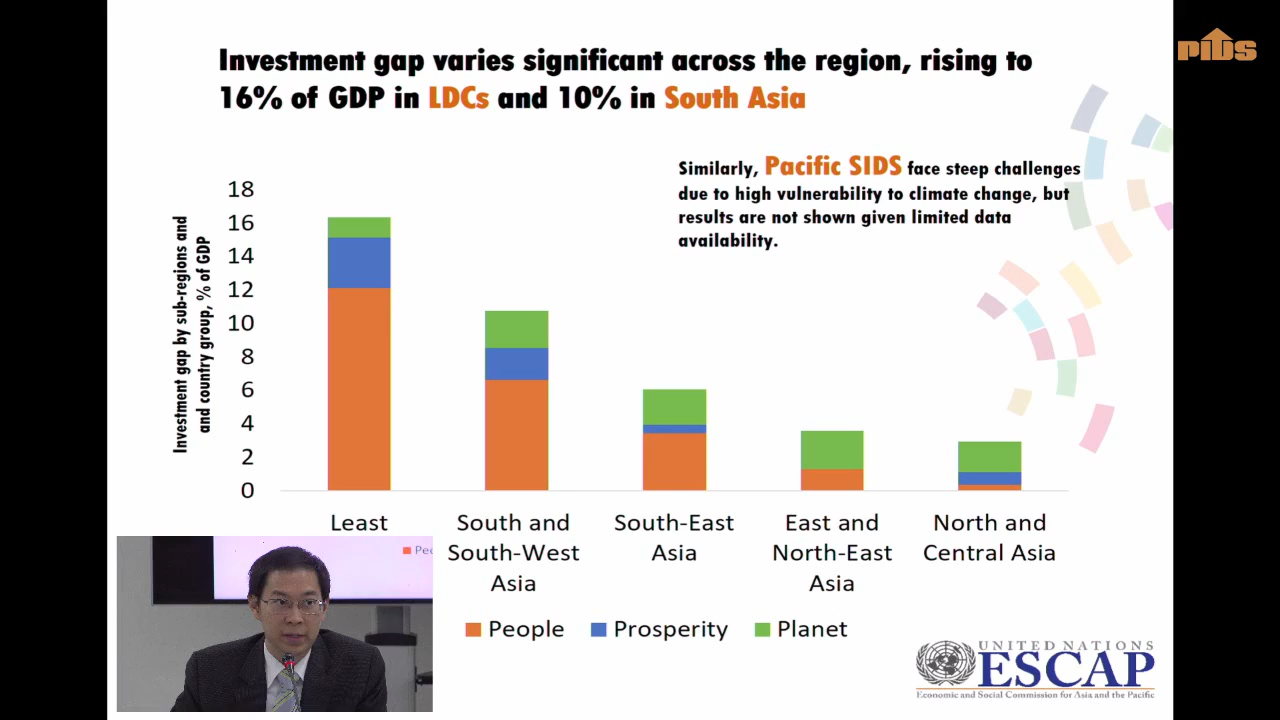 Investment gap varies significant across the region, rising to
16% of GDP in LDCs and 10% in South Asia
pibs
Similarly, Pacific SIDS face steep challenges
due to high vulnerability to climate change, but
results are not shown given limited data
availability.
Investment gap by sub-regions and
and country group, % of GDP
18
16
14
12
10
8
6
4
2
0
Least
South and
South-West
Asia
South-East
Asia
East and
North-East
Asia
North and
Central Asia
People
Prosperity
Planet
UNITED NATIONS
ESCAP
Economic and Social Commission for Asia and the Pacific